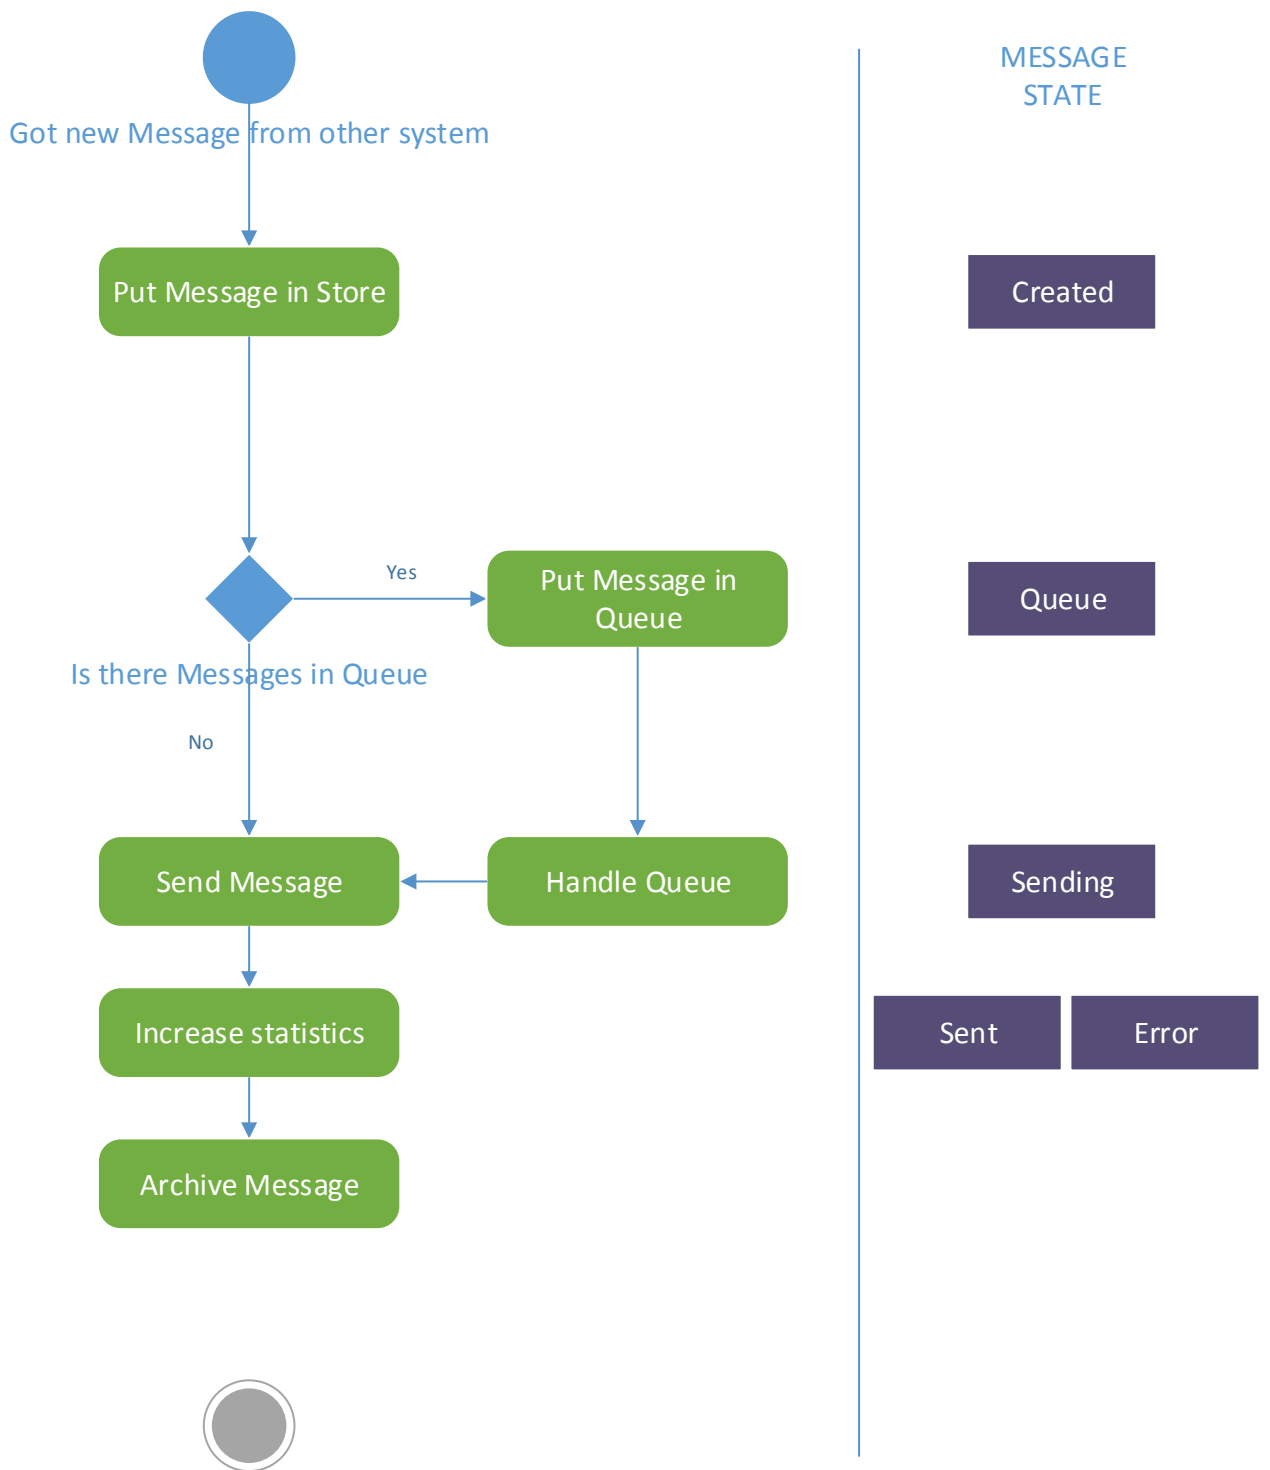 MESSAGE
STATE
Got new Message from other system
Put Message in Store
Created
Yes
Put Message in
Queue
Queue
Is there Messages in Queue
No
Send Message
Handle Queue
Sending
Increase statistics
Sent
Error
Archive Message